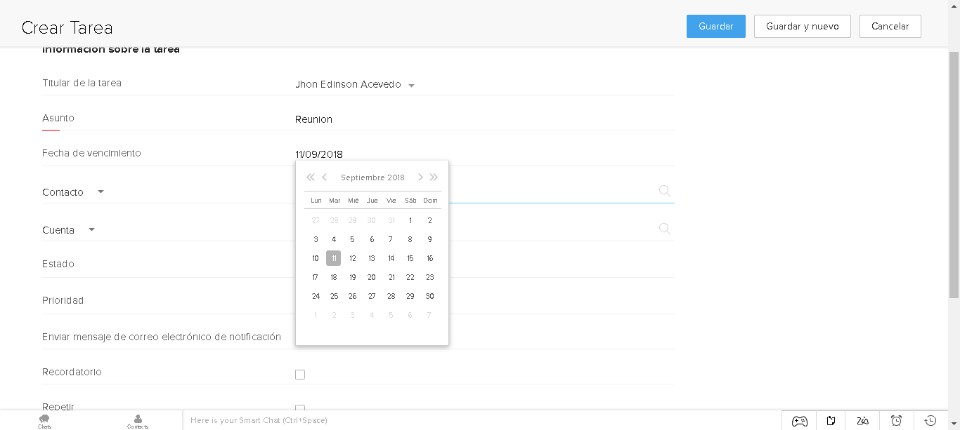 Crear Tarea
Guardar
Guardar y nuevo
Cancelar
Información sobre la tarea
Titular de la tarea
Jhon Edinson Acevedo
Asunto
Reunion
Fecha de vencimiento
11/09/2018
Septiembre 2018
Lun Mar Mié Jue Vie Sáb Dom
27 28 29 30 31 1 2
3 4 5 6 7 8 9
10 11 12 13 14 15 16
17 18 19 20 21 22 23
24 25 26 27 28 29 30
1 2 3 4 5 6 7
Contacto
Cuenta
Estado
Prioridad
Enviar mensaje de correo electrónico de notificación
Recordatorio
Repetir
Chats
Contacts
Here is your Smart Chat (Ctrl+Space)